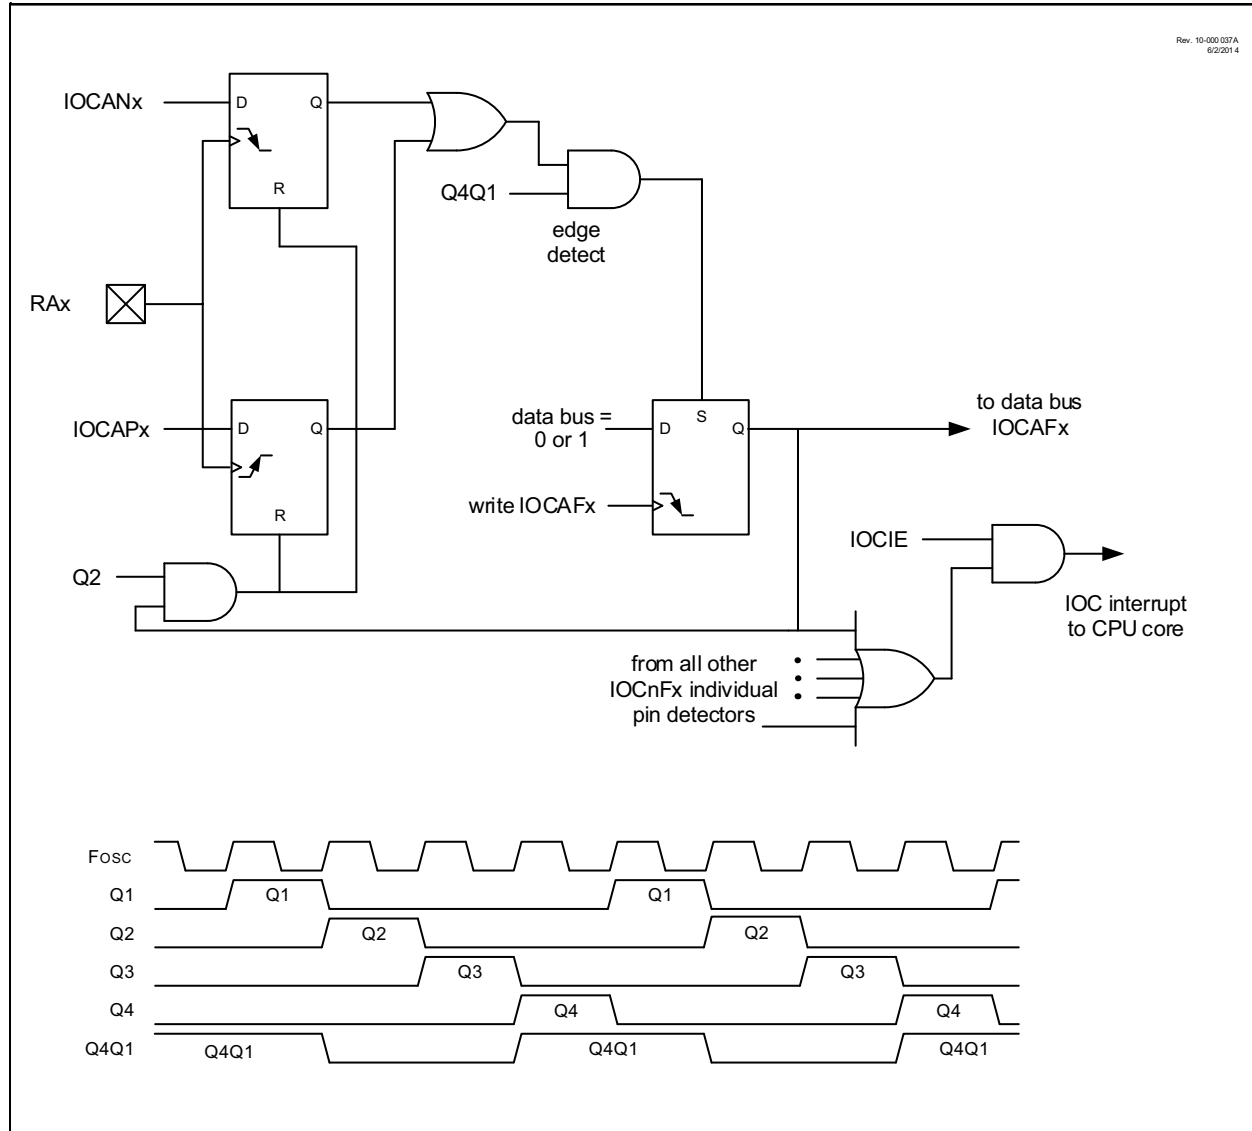 Rev. 10-000 037A
6/2/201 4
IOCANx
D
Q
R
Q4Q1
edge
detect
RAx
IOCAPx
D
Q
R
data bus =
0 or 1
S
D
Q
to data bus
IOCAFx
write IOCAFx
IOCIE
Q2
IOC interrupt
to CPU core
from all other
IOCnFx individual
pin detectors
FOSC
Q1
Q1
Q1
Q2
Q2
Q2
Q3
Q3
Q3
Q4
Q4
Q4
Q4Q1
Q4Q1
Q4Q1
Q4Q1